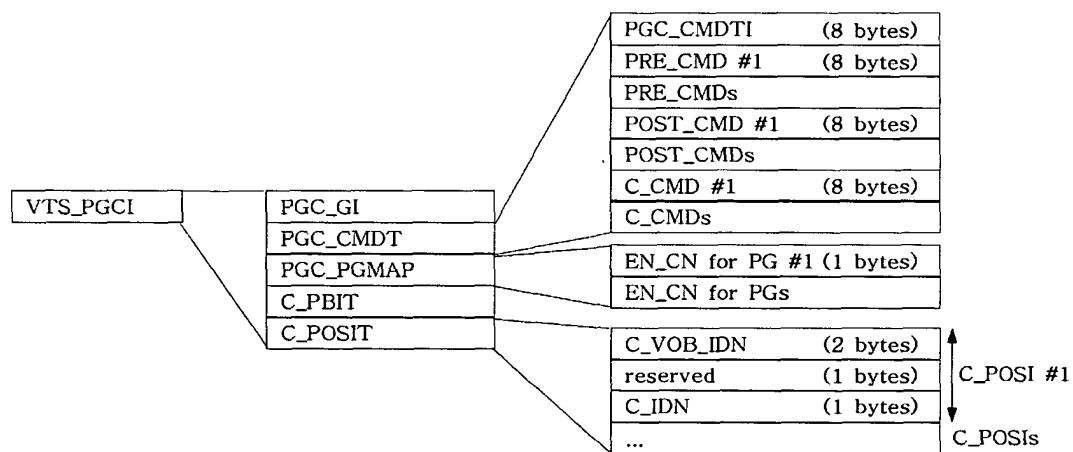 PGC_CMDTI (8 bytes)
PRE_CMD #1 (8 bytes)
PRE_CMDs
POST_CMD #1 (8 bytes)
POST_CMDs
C_CMD #1 (8 bytes)
C_CMDs
VTS_PGCI
PGC_GI
PGC_CMDT
PGC_PGMAP
C_PBIT
C_POSIT
EN_CN for PG #1 (1 bytes)
EN_CN for PGs
C_VOB_IDN (2 bytes)
reserved (1 bytes)
C_IDN (1 bytes)
...
C_POSI #1
C_POSIs